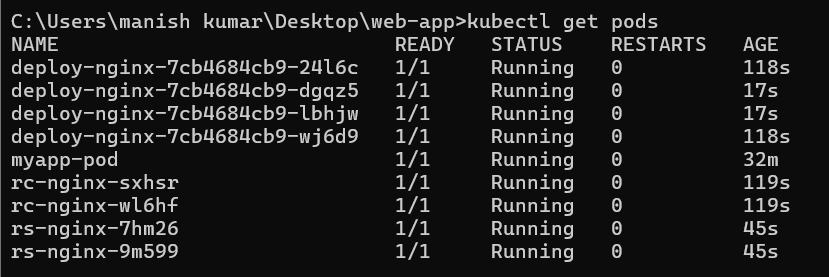 C:\Users\manish kumar\Desktop\web-app>kubectl get pods
NAME READY STATUS RESTARTS AGE
deploy-nginx-7cb4684cb9-24l6c 1/1 Running 0 118s
deploy-nginx-7cb4684cb9-dgqz5 1/1 Running 0 17s
deploy-nginx-7cb4684cb9-lbhjw 1/1 Running 0 17s
deploy-nginx-7cb4684cb9-wj6d9 1/1 Running 0 118s
myapp-pod 1/1 Running 0 32m
rc-nginx-sxhsr 1/1 Running 0 119s
rc-nginx-wl6hf 1/1 Running 0 119s
rs-nginx-7hm26 1/1 Running 0 45s
rs-nginx-9m599 1/1 Running 0 45s